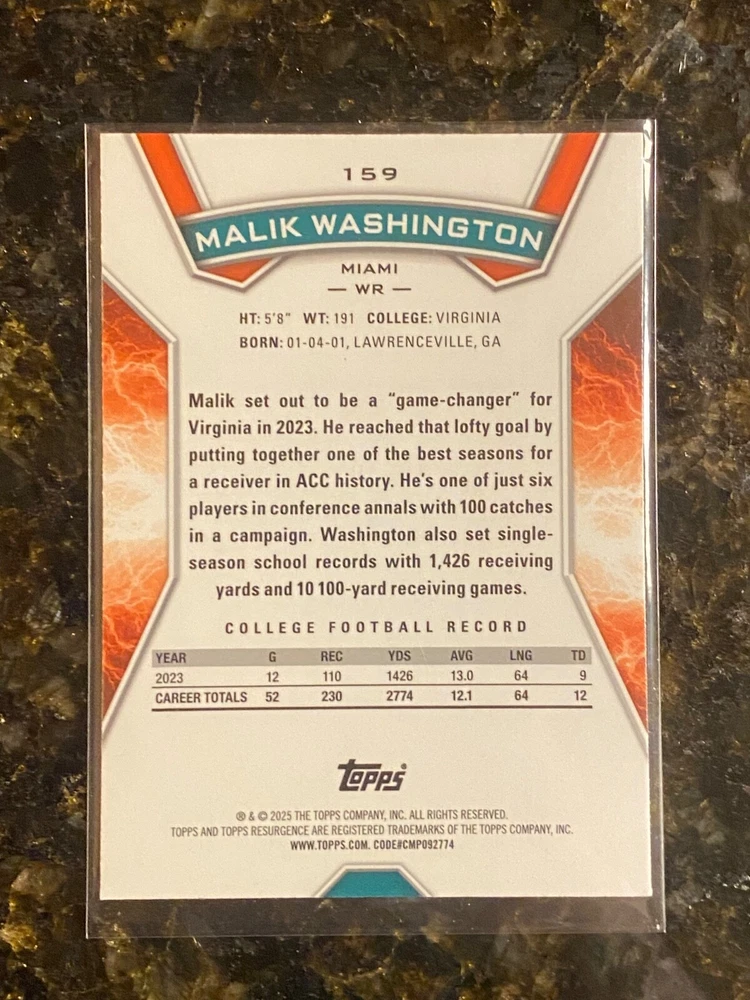 159
MALIK WASHINGTON
MIAMI
— WR —
HT: 5'8" WT: 191 COLLEGE: VIRGINIA
BORN: 01-04-01, LAWRENCEVILLE, GA
Malik set out to be a "game-changer" for
Virginia in 2023. He reached that lofty goal by
putting together one of the best seasons for
a receiver in ACC history. He's one of just six
players in conference annals with 100 catches
in a campaign. Washington also set single-
season school records with 1,426 receiving
yards and 10 100-yard receiving games.
COLLEGE FOOTBALL RECORD
YEAR G REC YDS AVG LNG TD
2023 12 110 1426 13.0 64 9
CAREER TOTALS 52 230 2774 12.1 64 12
Topps®
® & © 2025 THE TOPPS COMPANY, INC. ALL RIGHTS RESERVED.
TOPPS AND TOPPS RESURGENCE ARE REGISTERED TRADEMARKS OF THE TOPPS COMPANY, INC.
WWW.TOPPS.COM. CODE#CMP092774